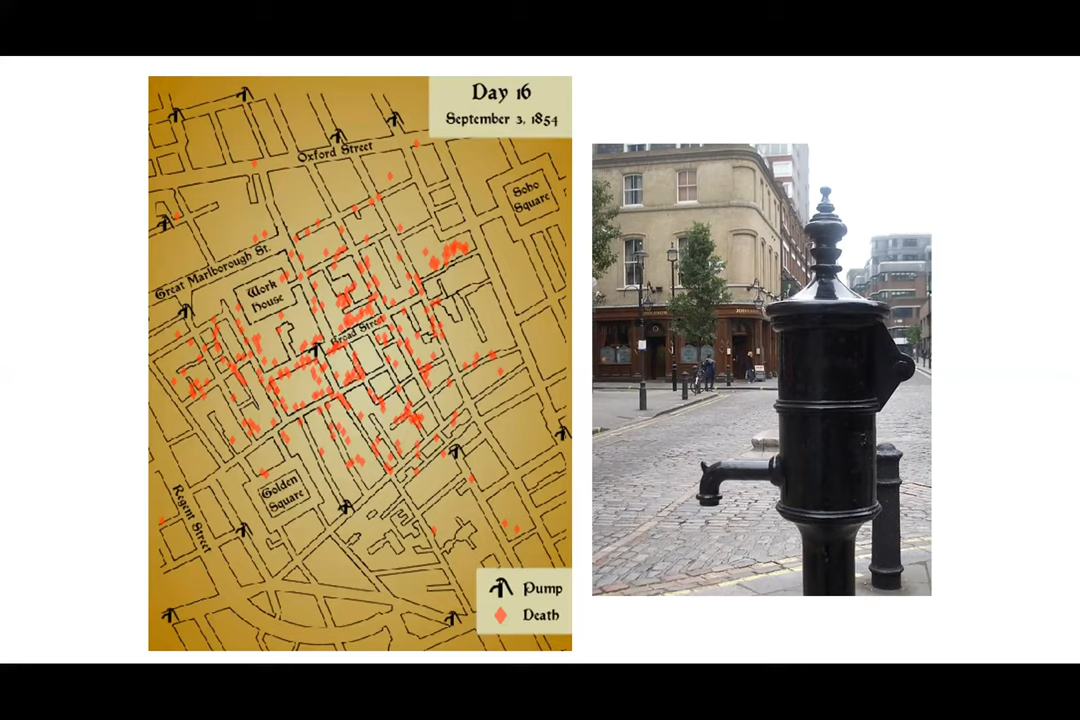 Day 16
September 3, 1854
Oxford Street
Soho
Square
Great Marlborough St.
Work
House
Broad Street
Golden
Square
Regent Street
Pump
Death